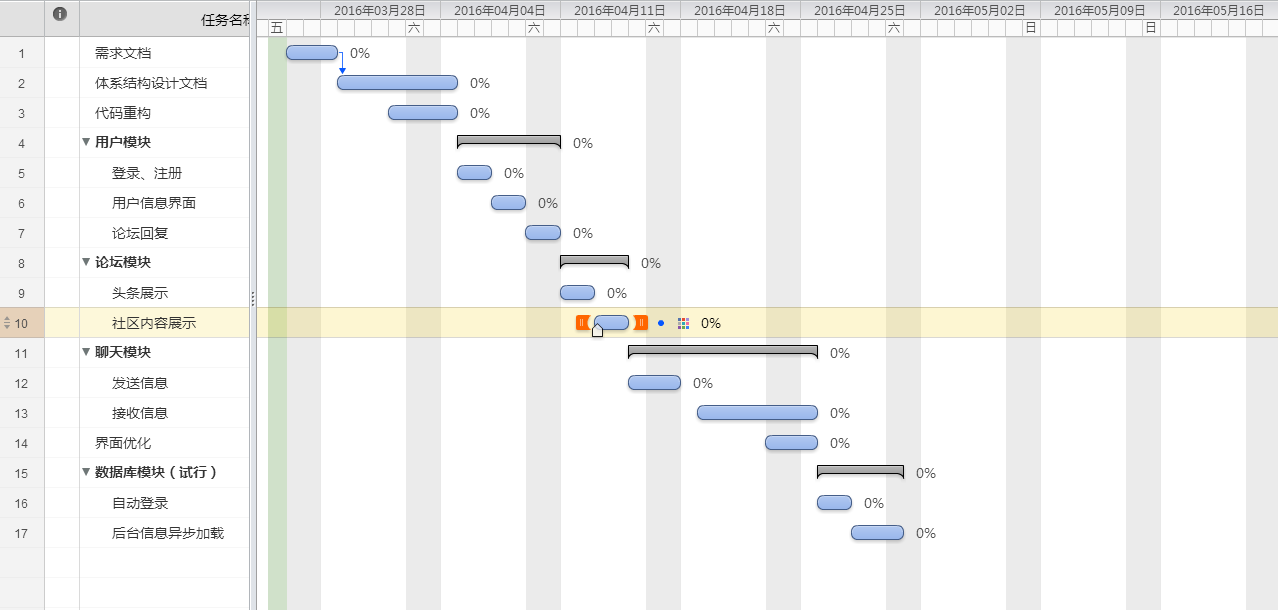 任务名称
2016年03月28日 2016年04月04日 2016年04月11日 2016年04月18日 2016年04月25日 2016年05月02日 2016年05月09日 2016年05月16日
五 六 六 六 六 六 日 日
1 需求文档 0%
2 体系结构设计文档 0%
3 代码重构 0%
4 用户模块 0%
5 登录、注册 0%
6 用户信息界面 0%
7 论坛回复 0%
8 论坛模块 0%
9 头条展示 0%
10 社区内容展示 0%
11 聊天模块 0%
12 发送信息 0%
13 接收信息 0%
14 界面优化 0%
15 数据库模块（试行） 0%
16 自动登录 0%
17 后台信息异步加载 0%